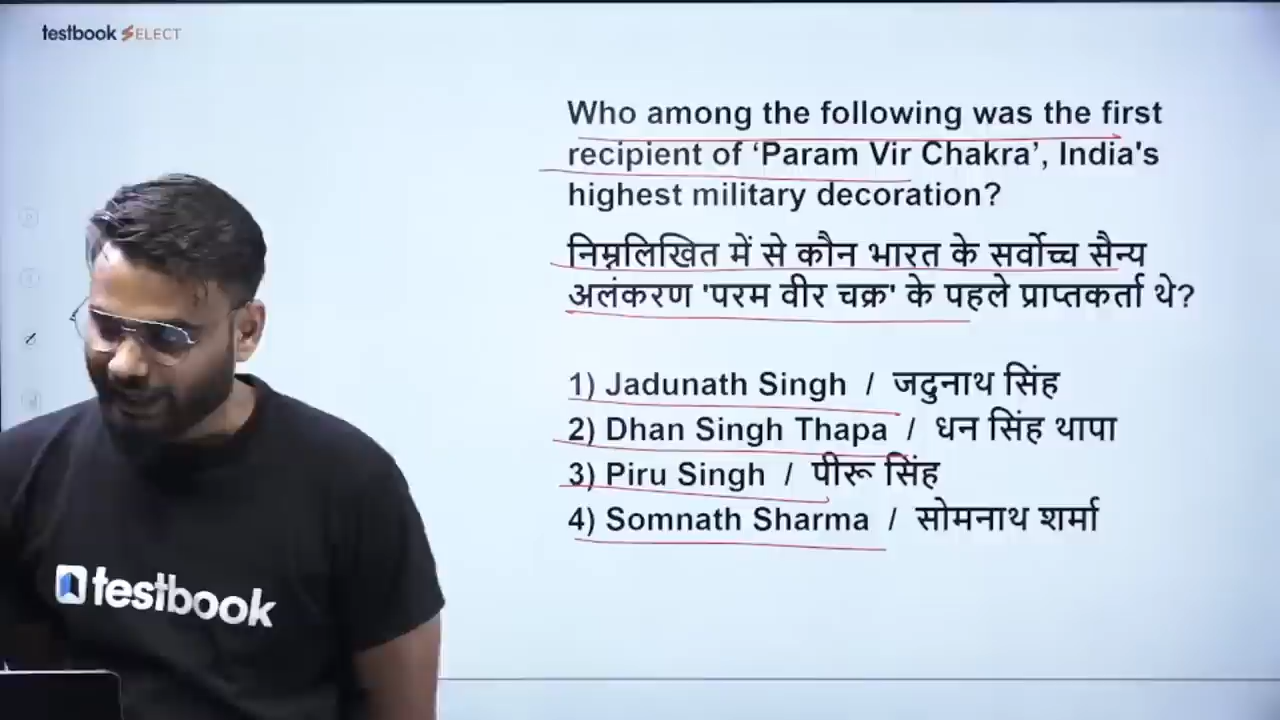 testbook SELECT
Who among the following was the first
recipient of ‘Param Vir Chakra’, India's
highest military decoration?
निम्नलिखित में से कौन भारत के सर्वोच्च सैन्य
अलंकरण 'परम वीर चक्र' के पहले प्राप्तकर्ता थे?
1) Jadunath Singh / जदुनाथ सिंह
2) Dhan Singh Thapa / धन सिंह थापा
3) Piru Singh / पीरू सिंह
4) Somnath Sharma / सोमनाथ शर्मा
testbook